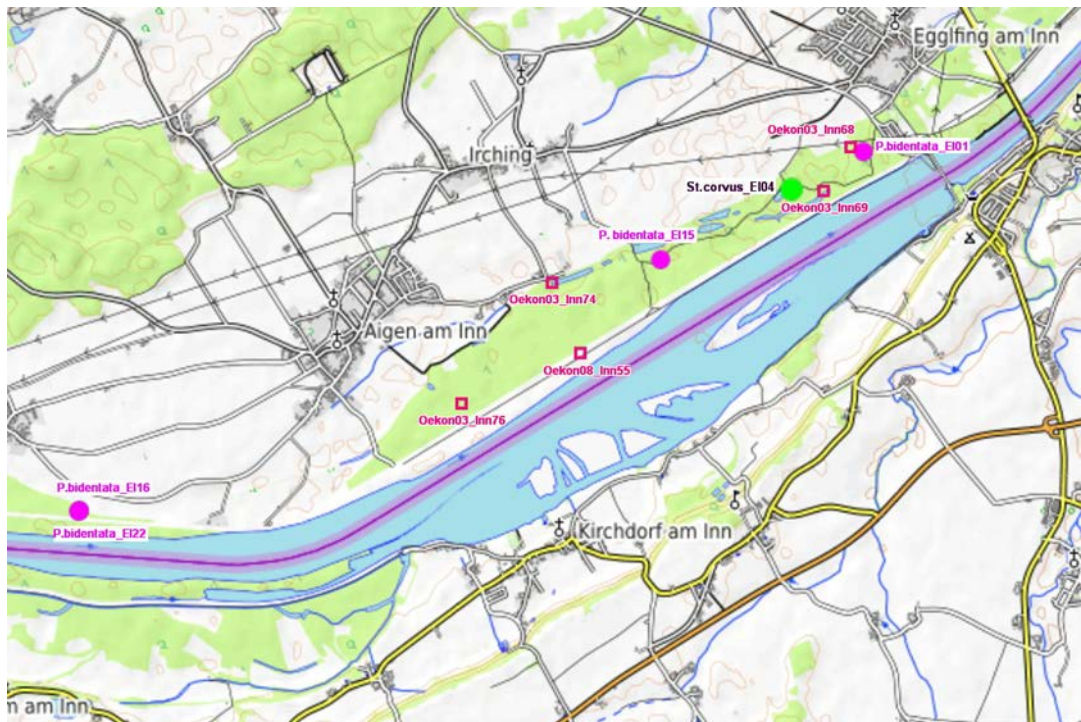 Egglfing am Inn
Oekon03_Inn68
P.bidentata_EI01
Irching
St.corvus_EI04
Oekon03_Inn69
P. bidentata_EI15
Oekon03_Inn74
Aigen am Inn
Oekon08_Inn55
Oekon03_Inn76
P.bidentata_EI16
P.bidentata_EI22
Kirchdorf am Inn
m am Inn